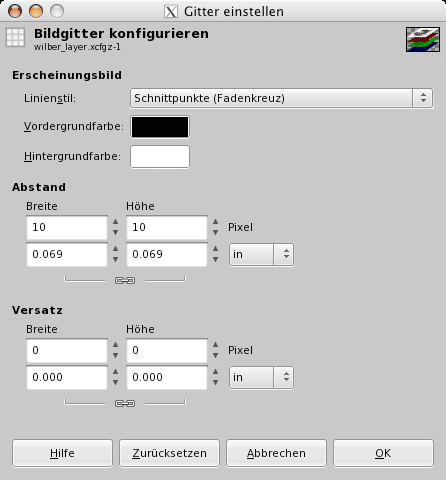 Gitter einstellen
Bildgitter konfigurieren
wilber_layer.xcfgz-1
Erscheinungsbild
Linienstil: Schnittpunkte (Fadenkreuz)
Vordergrundfarbe:
Hintergrundfarbe:
Abstand
Breite Höhe
10 10 Pixel
0.069 0.069 in
Versatz
Breite Höhe
0 0 Pixel
0.000 0.000 in
Hilfe Zurücksetzen Abbrechen OK